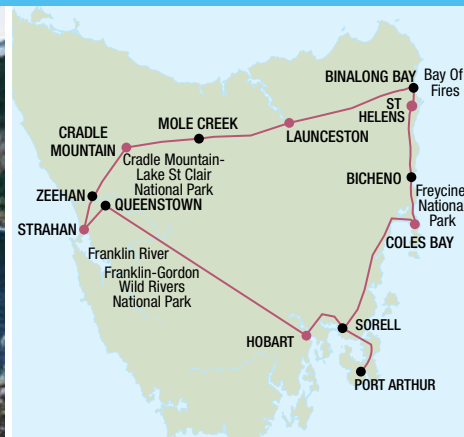 BINALONG BAY
Bay Of
Fires
ST
HELENS
MOLE CREEK
LAUNCESTON
CRADLE
MOUNTAIN
Cradle Mountain-
Lake St Clair
National Park
BICHENO
ZEEHAN
QUEENSTOWN
Freycine
Nationa
Park
STRAHAN
COLES BAY
Franklin River
Franklin-Gordon
Wild Rivers
National Park
SORELL
HOBART
PORT ARTHUR